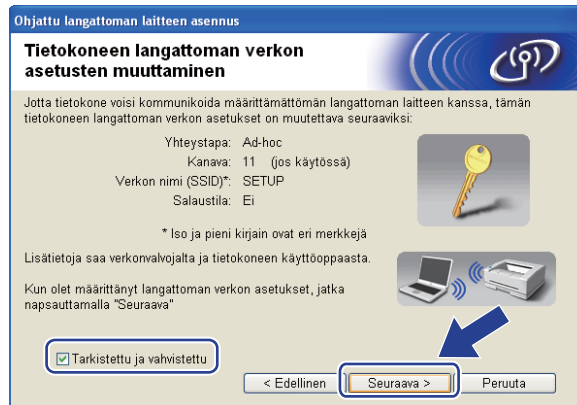 Ohjattu langattoman laitteen asennus
Tietokoneen langattoman verkon
asetusten muuttaminen
Jotta tietokone voisi kommunikoida määrittämättömän langattoman laitteen kanssa, tämän
tietokoneen langattoman verkon asetukset on muutettava seuraaviksi:
Yhteystapa: Ad-hoc
Kanava: 11 (jos käytössä)
Verkon nimi (SSID)*: SETUP
Salaustila: Ei
* Iso ja pieni kirjain ovat eri merkkejä
Lisätietoja saa verkonvalvojalta ja tietokoneen käyttöoppaasta.
Kun olet määrittänyt langattoman verkon asetukset, jatka
napsauttamalla "Seuraava"
Tarkistettu ja vahvistettu
< Edellinen Seuraava > Peruuta